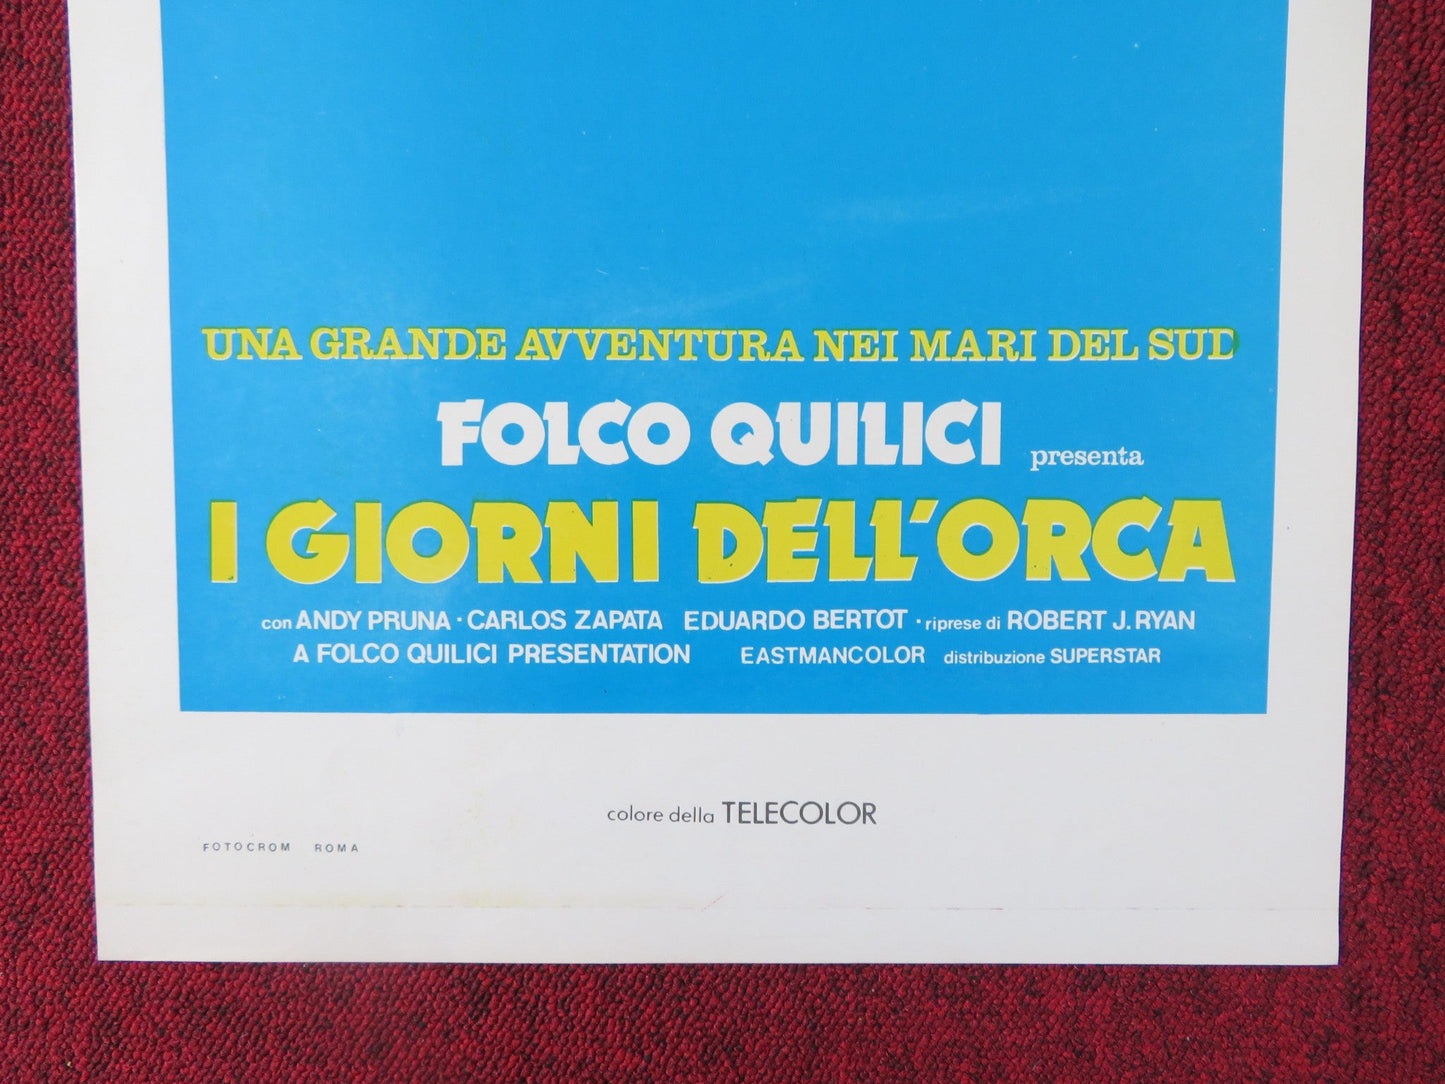 UNA GRANDE AVVENTURA NEI MARI DEL SUD
FOLCO QUILICI presenta
I GIORNI DELL'ORCA
con ANDY PRUNA · CARLOS ZAPATA EDUARDO BERTOT · riprese di ROBERT J. RYAN
A FOLCO QUILICI PRESENTATION EASTMANCOLOR distribuzione SUPERSTAR
colore della TELECOLOR
FOTOCROM ROMA